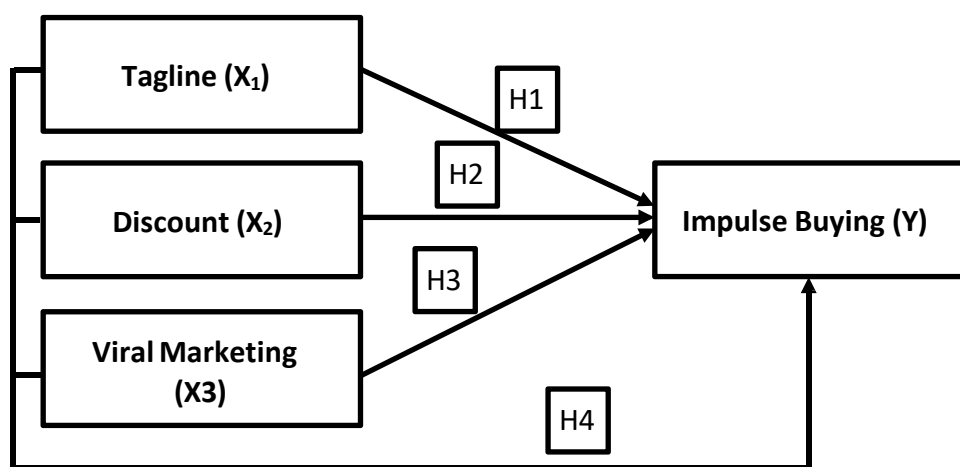 Tagline (X₁)
H1
H2
Discount (X₂)
Impulse Buying (Y)
H3
Viral Marketing
(X3)
H4